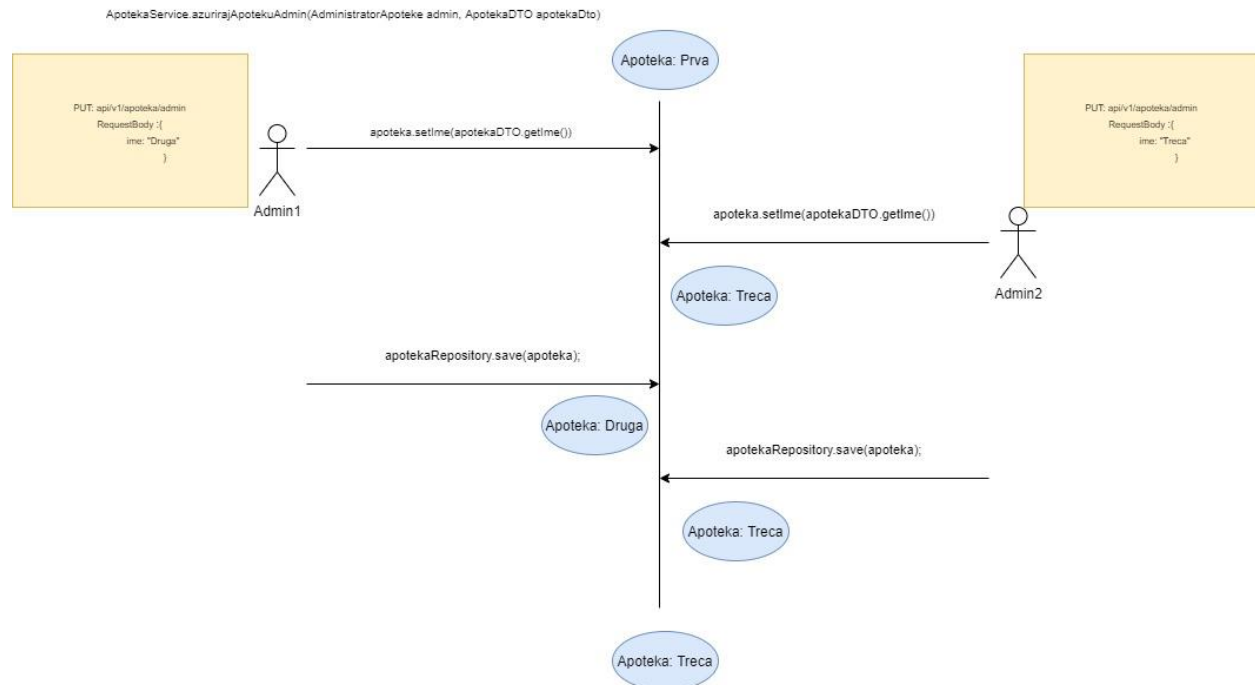 ApotekaService.azurirajApotekuAdmin(AdministratorApoteke admin, ApotekaDTO apotekaDto)
Apoteka: Prva
PUT: api/v1/apoteka/admin
RequestBody :{
ime: "Druga"
}
Admin1
apoteka.setIme(apotekaDTO.getIme())
PUT: api/v1/apoteka/admin
RequestBody :{
ime: "Treca"
}
apoteka.setIme(apotekaDTO.getIme())
Admin2
Apoteka: Treca
apotekaRepository.save(apoteka);
Apoteka: Druga
apotekaRepository.save(apoteka);
Apoteka: Treca
Apoteka: Treca